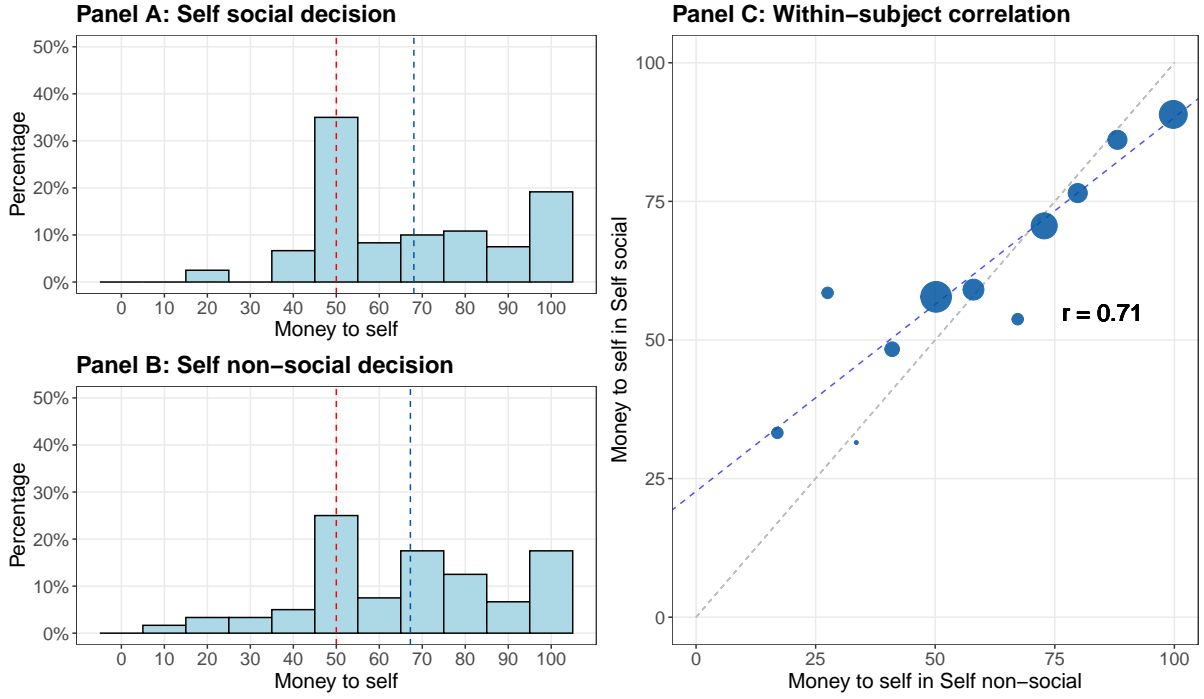 Panel A: Self social decision
50%
40%
30%
20%
10%
0%
Percentage
0 10 20 30 40 50 60 70 80 90 100
Money to self
Panel B: Self non−social decision
50%
40%
30%
20%
10%
0%
Percentage
0 10 20 30 40 50 60 70 80 90 100
Money to self
Panel C: Within−subject correlation
100
75
50
25
0
Money to self in Self social
r = 0.71
0 25 50 75 100
Money to self in Self non−social